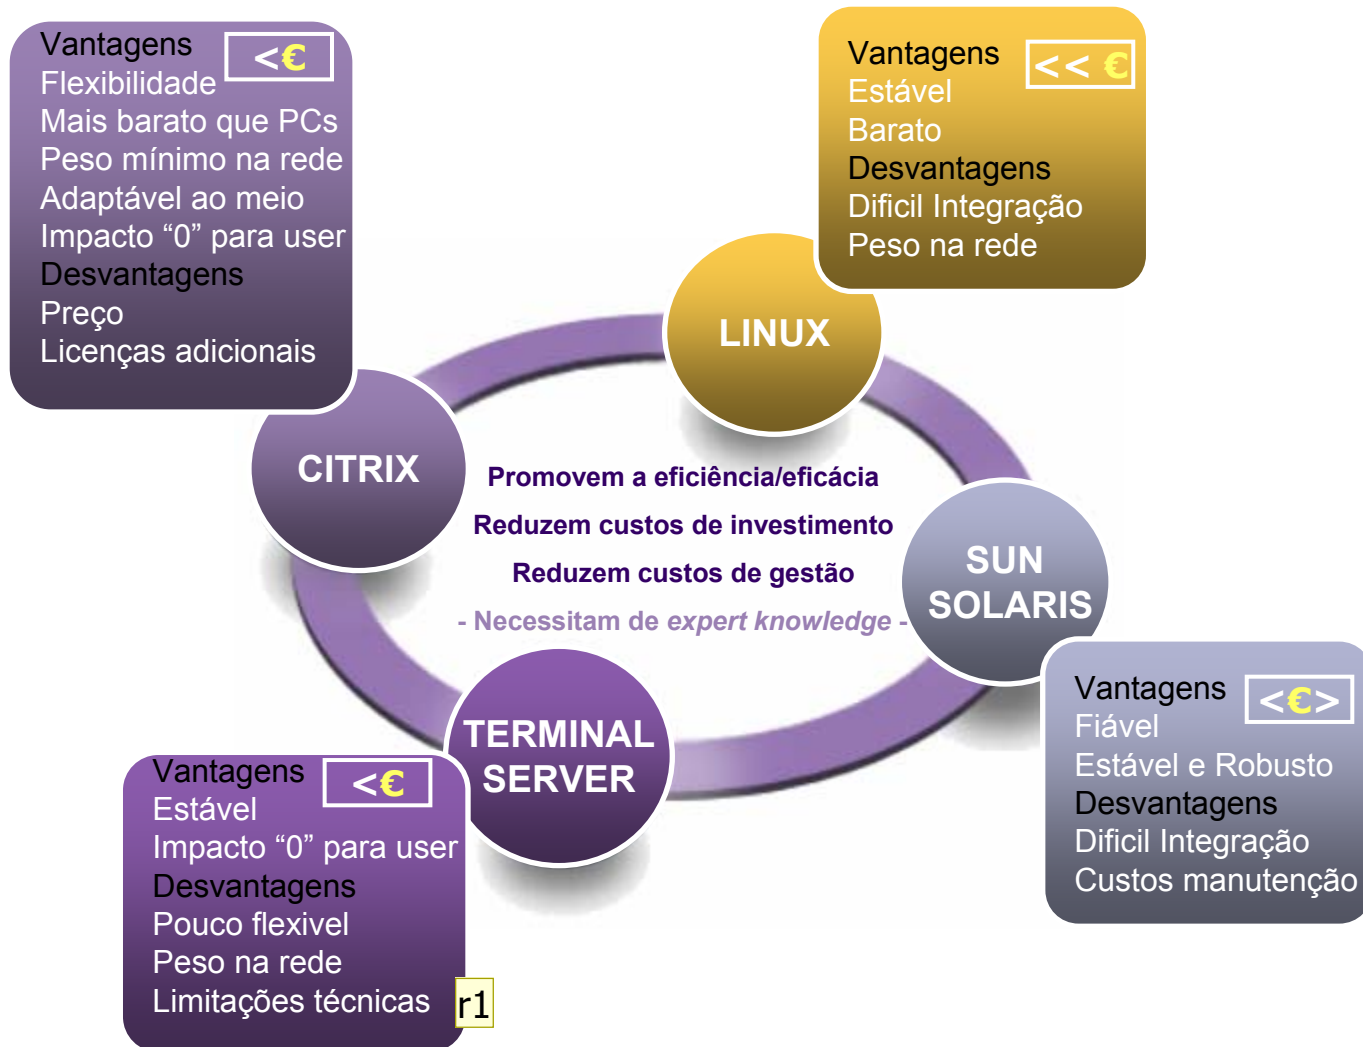 Vantagens
<€
Flexibilidade
Mais barato que PCs
Peso mínimo na rede
Adaptável ao meio
Impacto “0” para user
Desvantagens
Preço
Licenças adicionais
CITRIX
Vantagens
<< €
Estável
Barato
Desvantagens
Dificil Integração
Peso na rede
LINUX
Promovem a eficiência/eficácia
Reduzem custos de investimento
Reduzem custos de gestão
- Necessitam de expert knowledge -
SUN
SOLARIS
Vantagens
<€>
Fiável
Estável e Robusto
Desvantagens
Dificil Integração
Custos manutenção
TERMINAL
SERVER
Vantagens
<€
Estável
Impacto “0” para user
Desvantagens
Pouco flexivel
Peso na rede
Limitações técnicas
r1